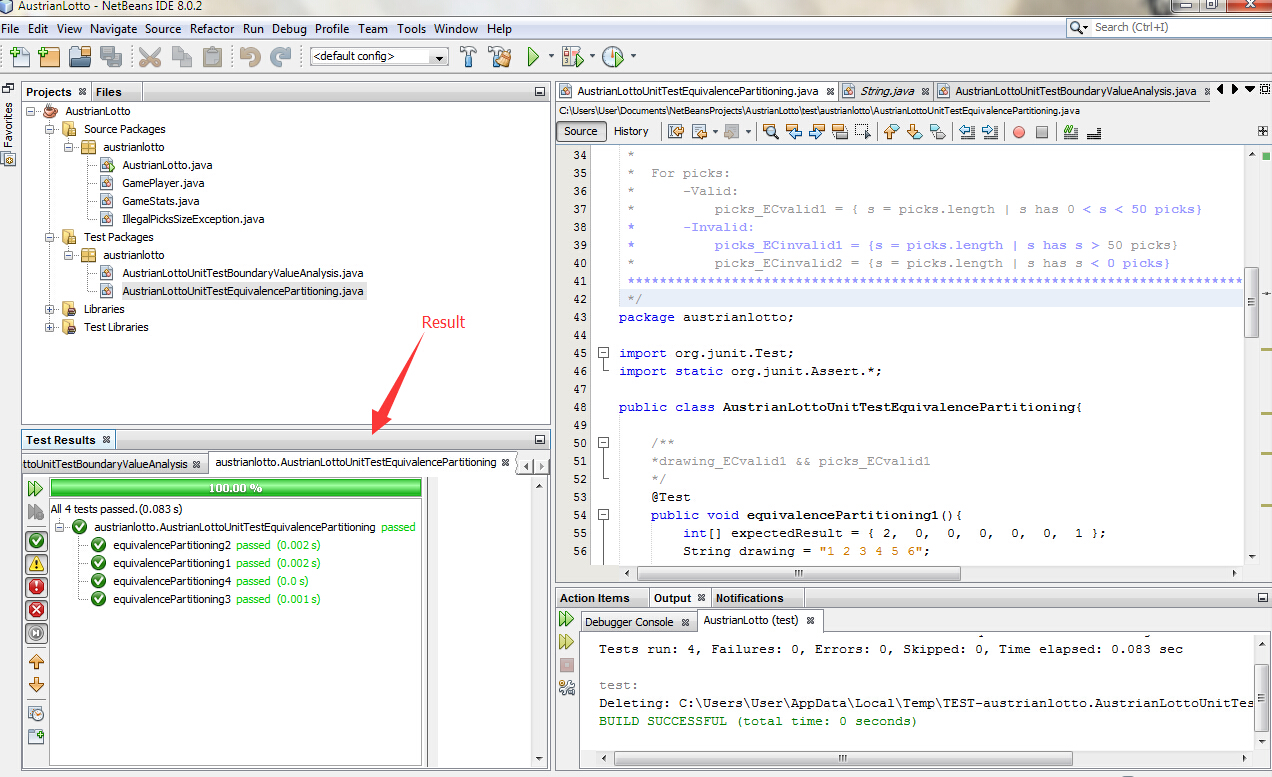 AustrianLotto - NetBeans IDE 8.0.2
File Edit View Navigate Source Refactor Run Debug Profile Team Tools Window Help
Search (Ctrl+I)
<default config>
Favorites
Projects Files
AustrianLotto
Source Packages
austrianlotto
AustrianLotto.java
GamePlayer.java
GameStats.java
IllegalPicksSizeException.java
Test Packages
austrianlotto
AustrianLottoUnitTestBoundaryValueAnalysis.java
AustrianLottoUnitTestEquivalencePartitioning.java
Libraries
Test Libraries
Result
Test Results
ttoUnitTestBoundaryValueAnalysis austrianlotto.AustrianLottoUnitTestEquivalencePartitioning
100.00 %
All 4 tests passed.(0.083 s)
austrianlotto.AustrianLottoUnitTestEquivalencePartitioning passed
equivalencePartitioning2 passed (0.002 s)
equivalencePartitioning1 passed (0.002 s)
equivalencePartitioning4 passed (0.0 s)
equivalencePartitioning3 passed (0.001 s)
AustrianLottoUnitTestEquivalencePartitioning.java String.java AustrianLottoUnitTestBoundaryValueAnalysis.java
C:\Users\User\Documents\NetBeansProjects\AustrianLotto\test\austrianlotto\AustrianLottoUnitTestEquivalencePartitioning.java
Source History
34 *
35 * For picks:
36 * -Valid:
37 * picks_ECvalid1 = { s = picks.length | s has 0 < s < 50 picks}
38 * -Invalid:
39 * picks_ECinvalid1 = {s = picks.length | s has s > 50 picks}
40 * picks_ECinvalid2 = {s = picks.length | s has s < 0 picks}
41 ******************************************************************************
42 */
43 package austrianlotto;
44
45 import org.junit.Test;
46 import static org.junit.Assert.*;
47
48 public class AustrianLottoUnitTestEquivalencePartitioning{
49
50 /**
51 *drawing_ECvalid1 && picks_ECvalid1
52 */
53 @Test
54 public void equivalencePartitioning1(){
55 int[] expectedResult = { 2, 0, 0, 0, 0, 0, 1 };
56 String drawing = "1 2 3 4 5 6";
Action Items Output Notifications
Debugger Console AustrianLotto (test)
Tests run: 4, Failures: 0, Errors: 0, Skipped: 0, Time elapsed: 0.083 sec
test:
Deleting: C:\Users\User\AppData\Local\Temp\TEST-austrianlotto.AustrianLottoUnitTes
BUILD SUCCESSFUL (total time: 0 seconds)